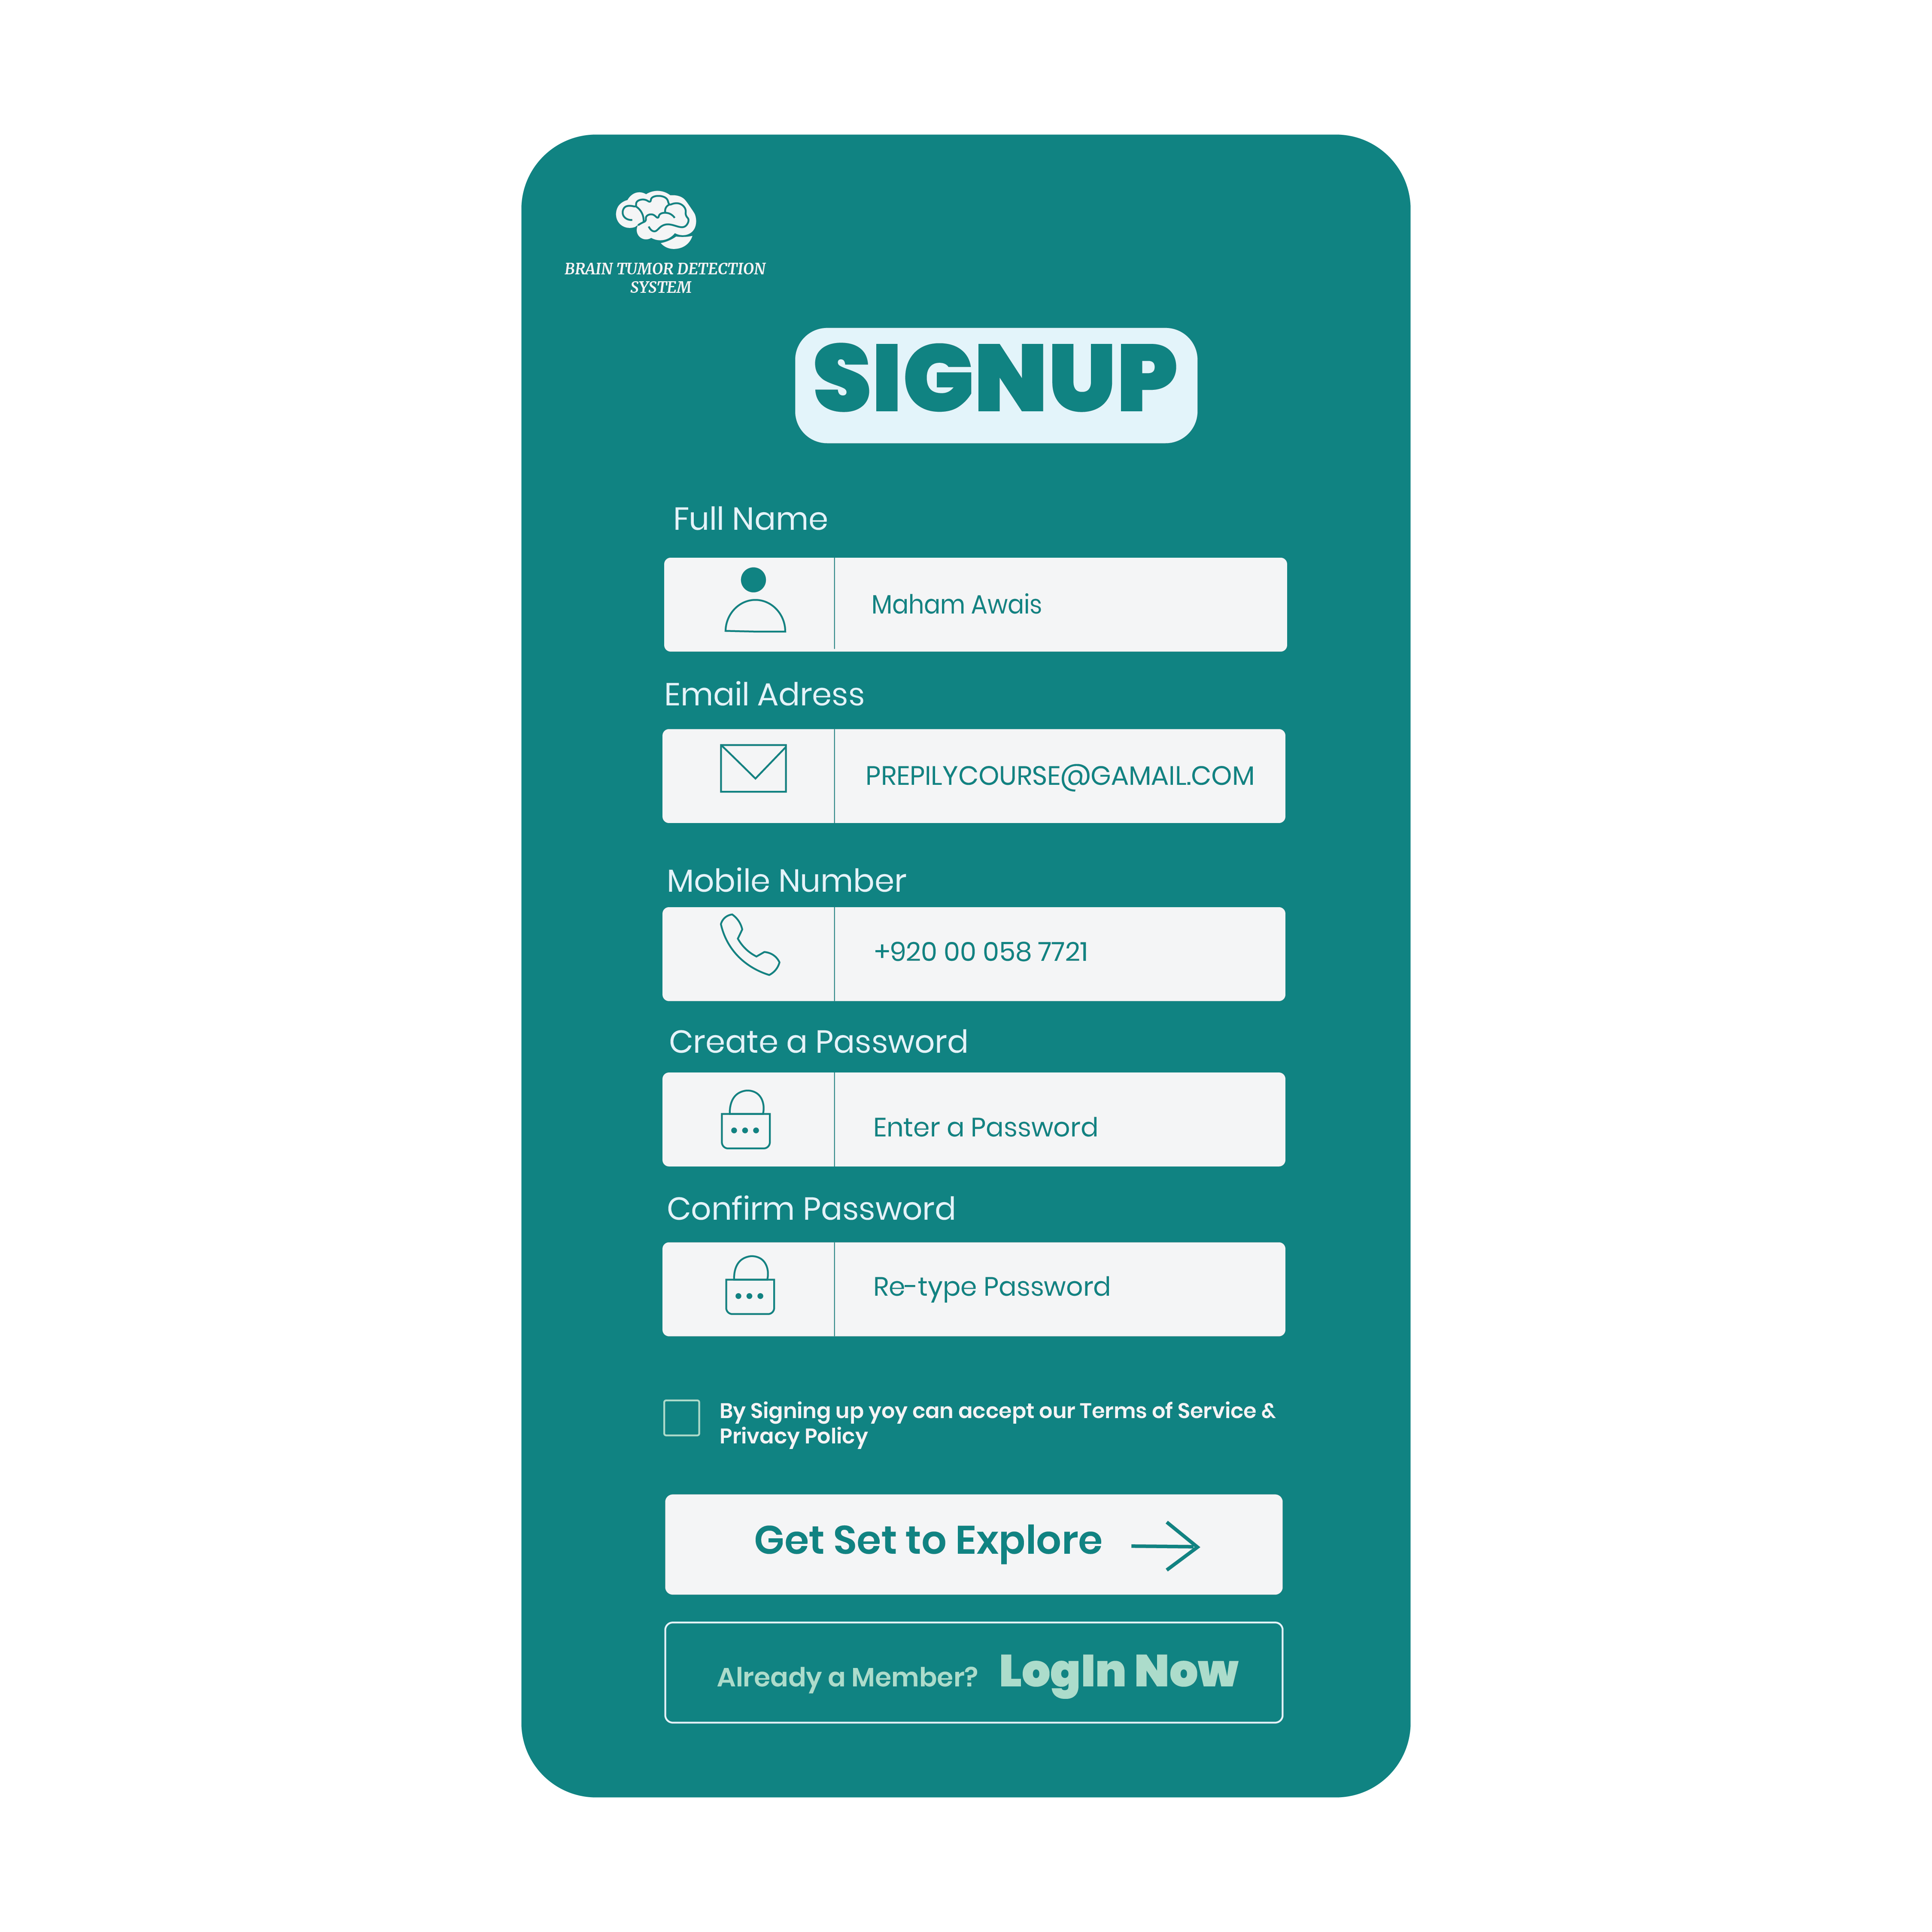 BRAIN TUMOR DETECTION
SYSTEM
SIGNUP
Full Name
Maham Awais
Email Adress
PREPILYCOURSE@GAMAIL.COM
Mobile Number
+920 00 058 7721
Create a Password
Enter a Password
Confirm Password
Re-type Password
By Signing up yoy can accept our Terms of Service &
Privacy Policy
Get Set to Explore
Already a Member? LogIn Now